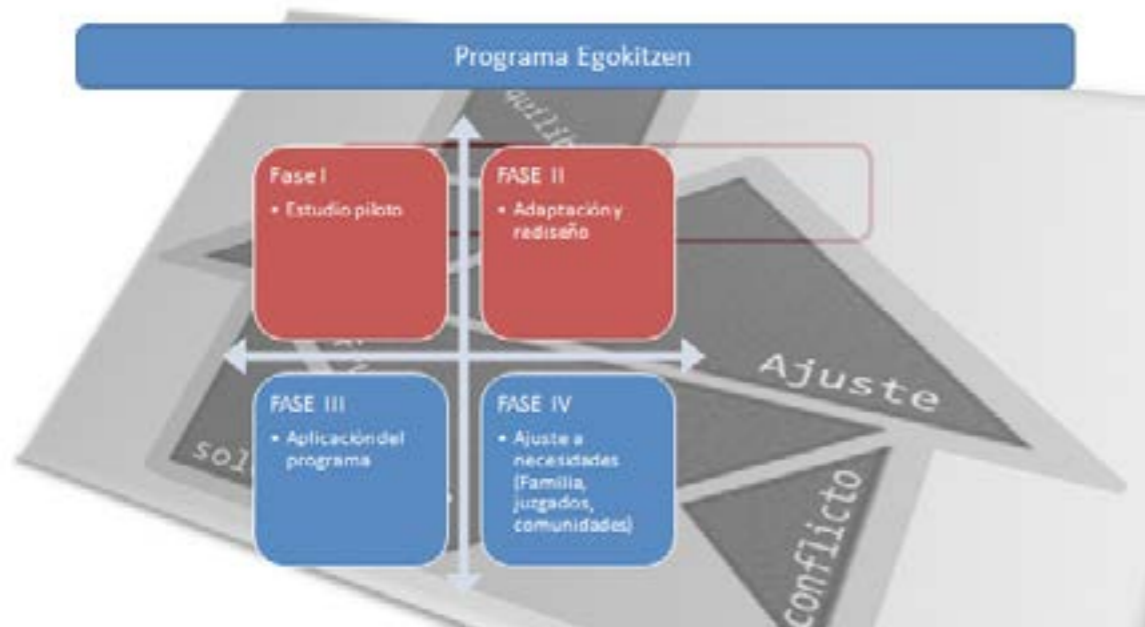 Programa Egokitzen
Fase I
• Estudio piloto
FASE II
• Adaptación y
rediseño
Ajuste
FASE III
• Aplicación del
programa
FASE IV
• Ajuste a
necesidades
(Familia,
juzgados,
comunidades)
conflicto